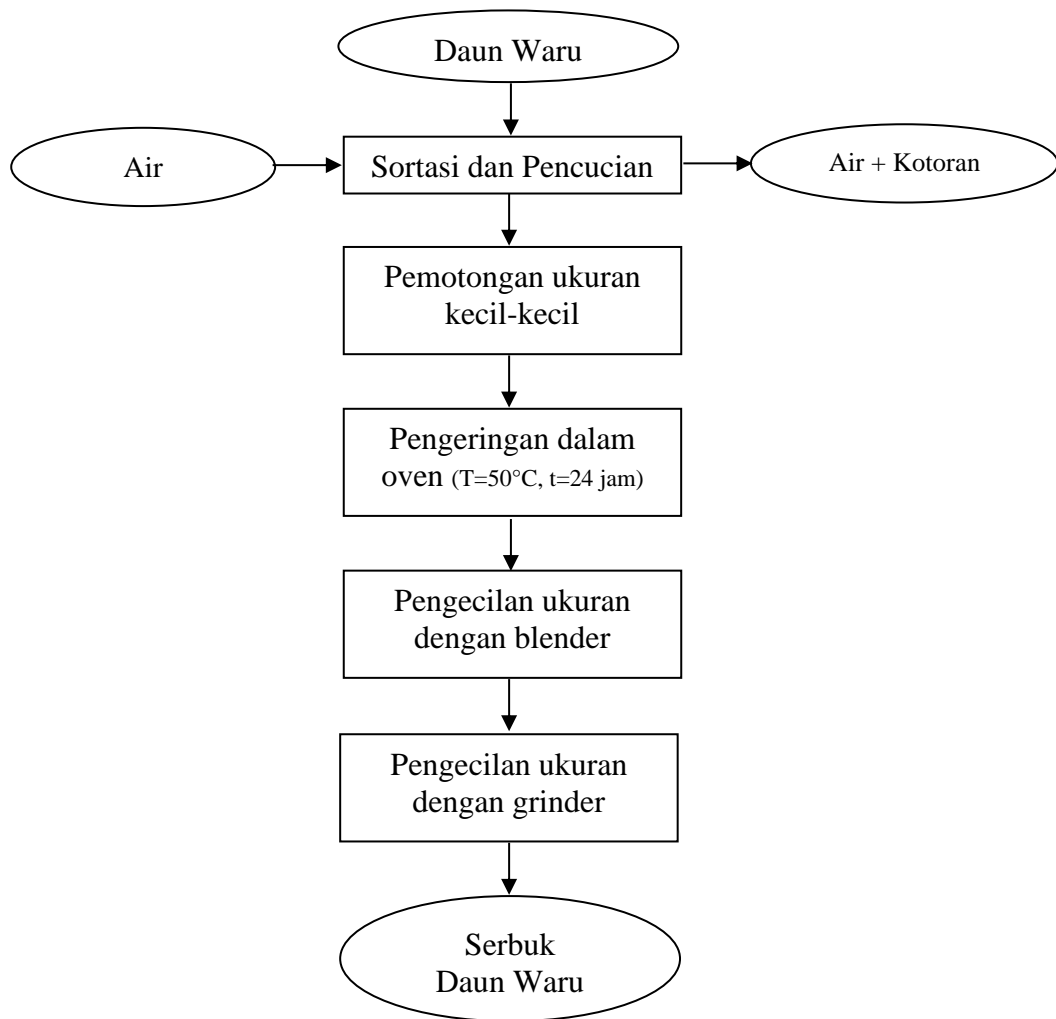 Daun Waru
Air
Sortasi dan Pencucian
Air + Kotoran
Pemotongan ukuran
kecil-kecil
Pengeringan dalam
oven (T=50°C, t=24 jam)
Pengecilan ukuran
dengan blender
Pengecilan ukuran
dengan grinder
Serbuk
Daun Waru